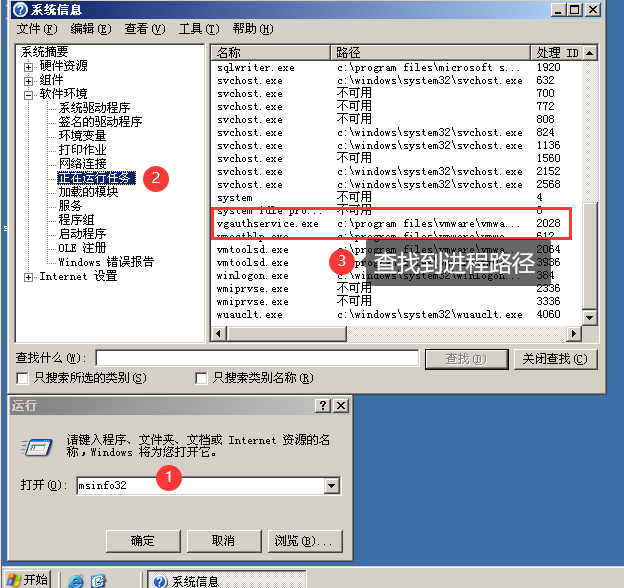 系统信息
文件(F) 编辑(E) 查看(V) 工具(T) 帮助(H)
系统摘要
硬件资源
组件
软件环境
系统驱动程序
签名的驱动程序
环境变量
打印作业
网络连接
正在运行任务
加载的模块
服务
程序组
启动程序
OLE 注册
Windows 错误报告
Internet 设置
2
名称 路径 处理 ID
sqlwriter.exe c:\program files\microsoft s... 1920
svchost.exe c:\windows\system32\svchost.exe 632
svchost.exe 不可用 700
svchost.exe 不可用 772
svchost.exe 不可用 808
svchost.exe c:\windows\system32\svchost.exe 824
svchost.exe c:\windows\system32\svchost.exe 1136
svchost.exe 不可用 1560
svchost.exe c:\windows\system32\svchost.exe 2152
svchost.exe c:\windows\system32\svchost.exe 2568
system 不可用 4
system idle pro... 不可用 0
vgauthservice.exe c:\program files\vmware\vmwa... 2028
vmacthlp.exe c:\program files\vmware\vmwa... 612
vmtoolsd.exe c:\program files\vmware\vmwa... 2064
vmtoolsd.exe 3936
winlogon.exe c:\windows\system32\winlogon... 384
wmiprvse.exe 不可用 2336
wmiprvse.exe 不可用 3336
wuauclt.exe c:\windows\system32\wuauclt.exe 4060
3 查找到进程路径
查找什么(W): 查找(D) 关闭查找(C)
只搜索所选的类别(S) 只搜索类别名称(R)
运行
请键入程序、文件夹、文档或 Internet 资源的名
称,Windows 将为您打开它。
1
打开(O): msinfo32
确定 取消 浏览(B)...
开始 系统信息